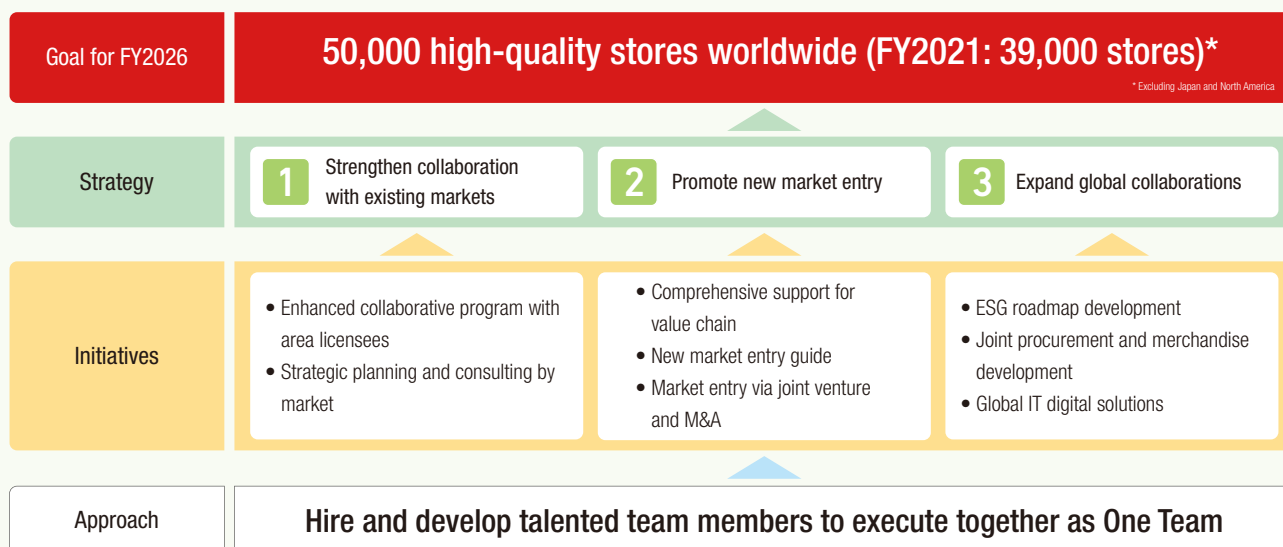 Goal for FY2026
50,000 high-quality stores worldwide (FY2021: 39,000 stores)*
* Excluding Japan and North America
Strategy
1
Strengthen collaboration
with existing markets
2
Promote new market entry
3
Expand global collaborations
Initiatives
• Enhanced collaborative program with
area licensees
• Strategic planning and consulting by
market
• Comprehensive support for
value chain
• New market entry guide
• Market entry via joint venture
and M&A
• ESG roadmap development
• Joint procurement and merchandise
development
• Global IT digital solutions
Approach
Hire and develop talented team members to execute together as One Team